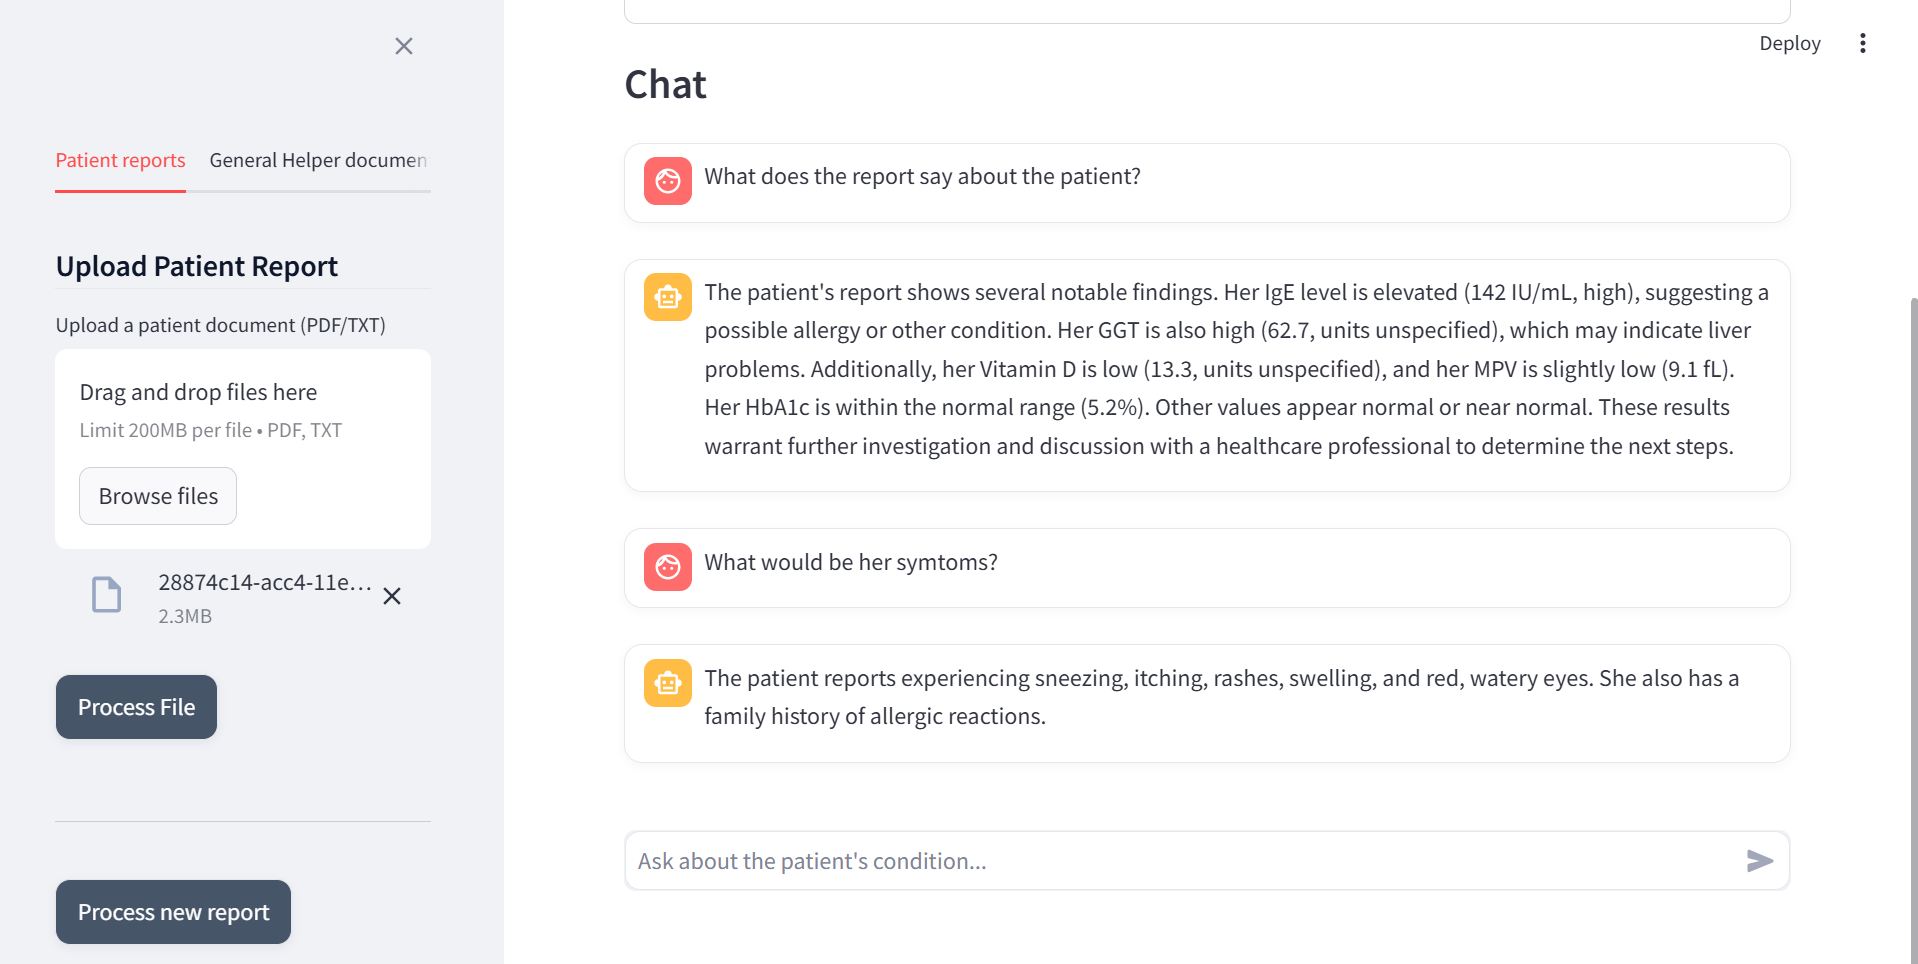 Patient reports
General Helper documen
Upload Patient Report
Upload a patient document (PDF/TXT)
Drag and drop files here
Limit 200MB per file • PDF, TXT
Browse files
28874c14-acc4-11e...
2.3MB
Process File
Process new report
Deploy
Chat
What does the report say about the patient?
The patient's report shows several notable findings. Her IgE level is elevated (142 IU/mL, high), suggesting a
possible allergy or other condition. Her GGT is also high (62.7, units unspecified), which may indicate liver
problems. Additionally, her Vitamin D is low (13.3, units unspecified), and her MPV is slightly low (9.1 fL).
Her HbA1c is within the normal range (5.2%). Other values appear normal or near normal. These results
warrant further investigation and discussion with a healthcare professional to determine the next steps.
What would be her symtoms?
The patient reports experiencing sneezing, itching, rashes, swelling, and red, watery eyes. She also has a
family history of allergic reactions.
Ask about the patient's condition...